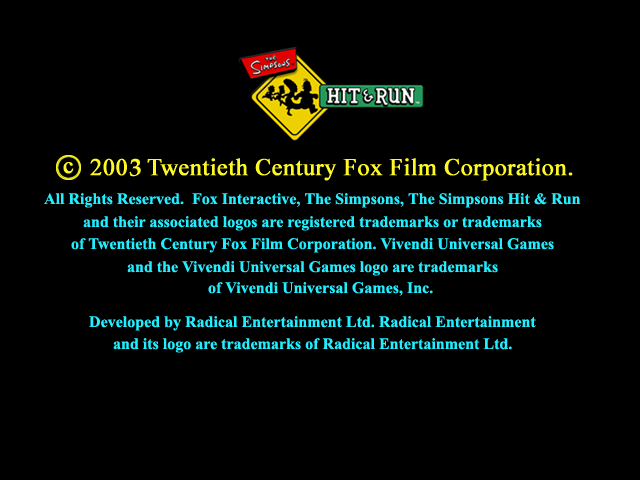 The Simpsons
HIT & RUN™
© 2003 Twentieth Century Fox Film Corporation.
All Rights Reserved. Fox Interactive, The Simpsons, The Simpsons Hit & Run
and their associated logos are registered trademarks or trademarks
of Twentieth Century Fox Film Corporation. Vivendi Universal Games
and the Vivendi Universal Games logo are trademarks
of Vivendi Universal Games, Inc.
Developed by Radical Entertainment Ltd. Radical Entertainment
and its logo are trademarks of Radical Entertainment Ltd.